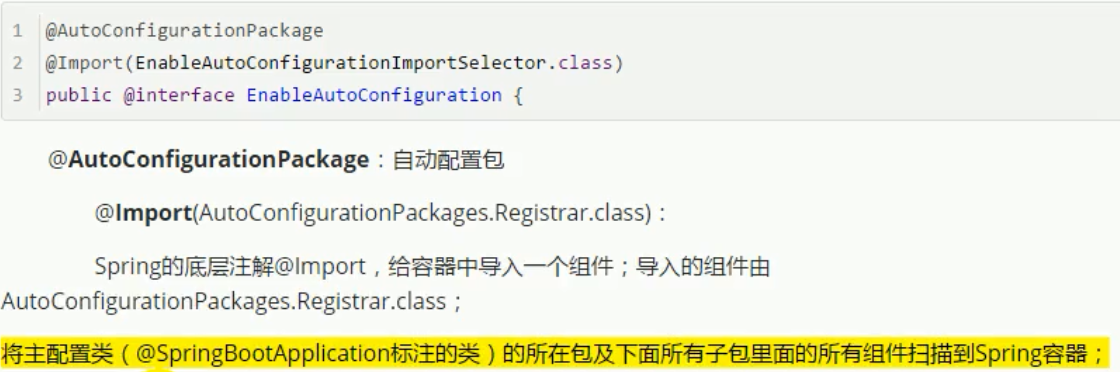 1 @AutoConfigurationPackage
2 @Import(EnableAutoConfigurationImportSelector.class)
3 public @interface EnableAutoConfiguration {
@AutoConfigurationPackage：自动配置包
@Import(AutoConfigurationPackages.Registrar.class)：
Spring的底层注解@Import，给容器中导入一个组件；导入的组件由
AutoConfigurationPackages.Registrar.class；
将主配置类（@SpringBootApplication标注的类）的所在包及下面所有子包里面的所有组件扫描到Spring容器；